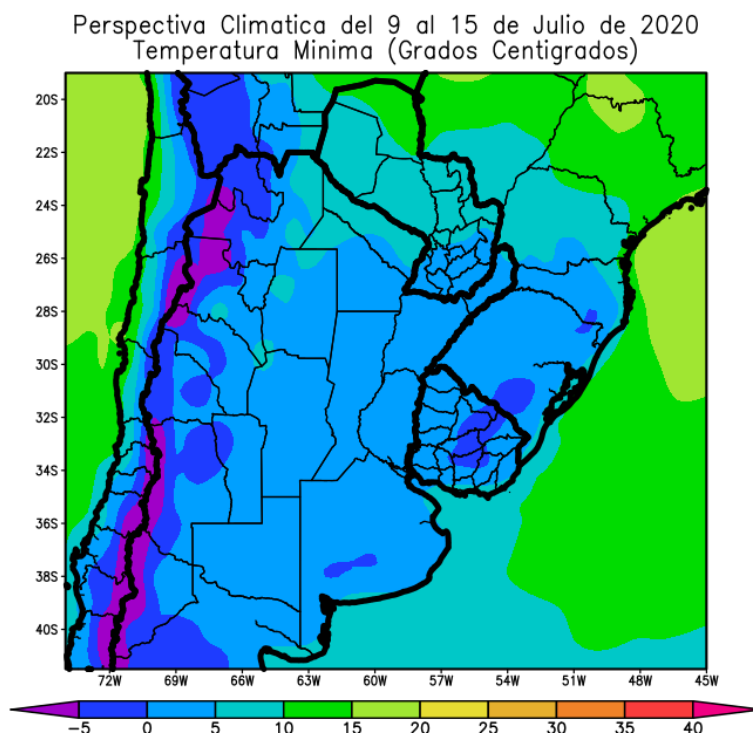 Perspectiva Climatica del 9 al 15 de Julio de 2020
Temperatura Minima (Grados Centigrados)
20S
22S
24S
26S
28S
30S
32S
34S
36S
38S
40S
72W 69W 66W 63W 60W 57W 54W 51W 48W 45W
-5 0 5 10 15 20 25 30 35 40